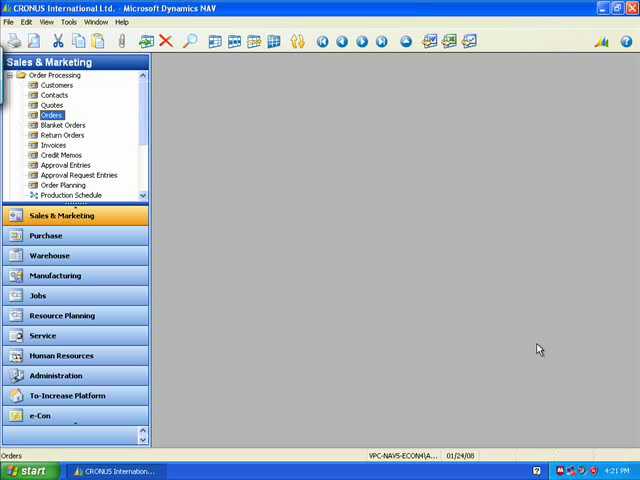 CRONUS International Ltd. - Microsoft Dynamics NAV
File Edit View Tools Window Help
Sales & Marketing
Order Processing
Customers
Contacts
Quotes
Orders
Blanket Orders
Return Orders
Invoices
Credit Memos
Approval Entries
Approval Request Entries
Order Planning
Production Schedule
Sales & Marketing
Purchase
Warehouse
Manufacturing
Jobs
Resource Planning
Service
Human Resources
Administration
To-Increase Platform
e-Con
Orders VPC-NAV5-ECON4\A... 01/24/08
start CRONUS Internation... 4:21 PM